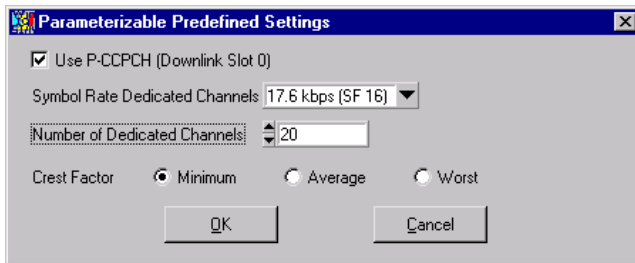 Parameterizable Predefined Settings
Use P-CCPCH (Downlink Slot 0)
Symbol Rate Dedicated Channels 17.6 kbps (SF 16)
Number of Dedicated Channels 20
Crest Factor Minimum Average Worst
OK Cancel